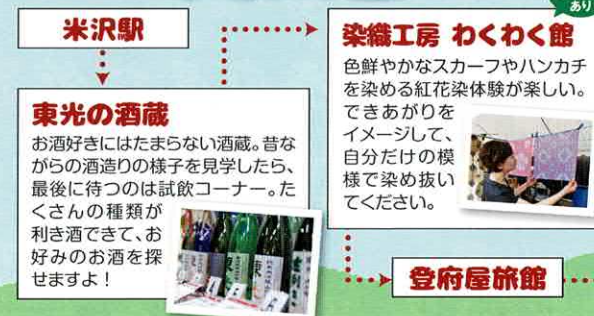 米沢駅
東光の酒蔵
お酒好きにはたまらない酒蔵。昔な
がらの酒造りの様子を見学したら、
最後に待つのは試飲コーナー。た
くさんの種類が
利き酒できて、お
好みのお酒を探
せますよ！
あり
染織工房 わくわく館
色鮮やかなスカーフやハンカチ
を染める紅花染体験が楽しい。
できあがりを
イメージして、
自分だけの模
様で染め抜い
てください。
登府屋旅館